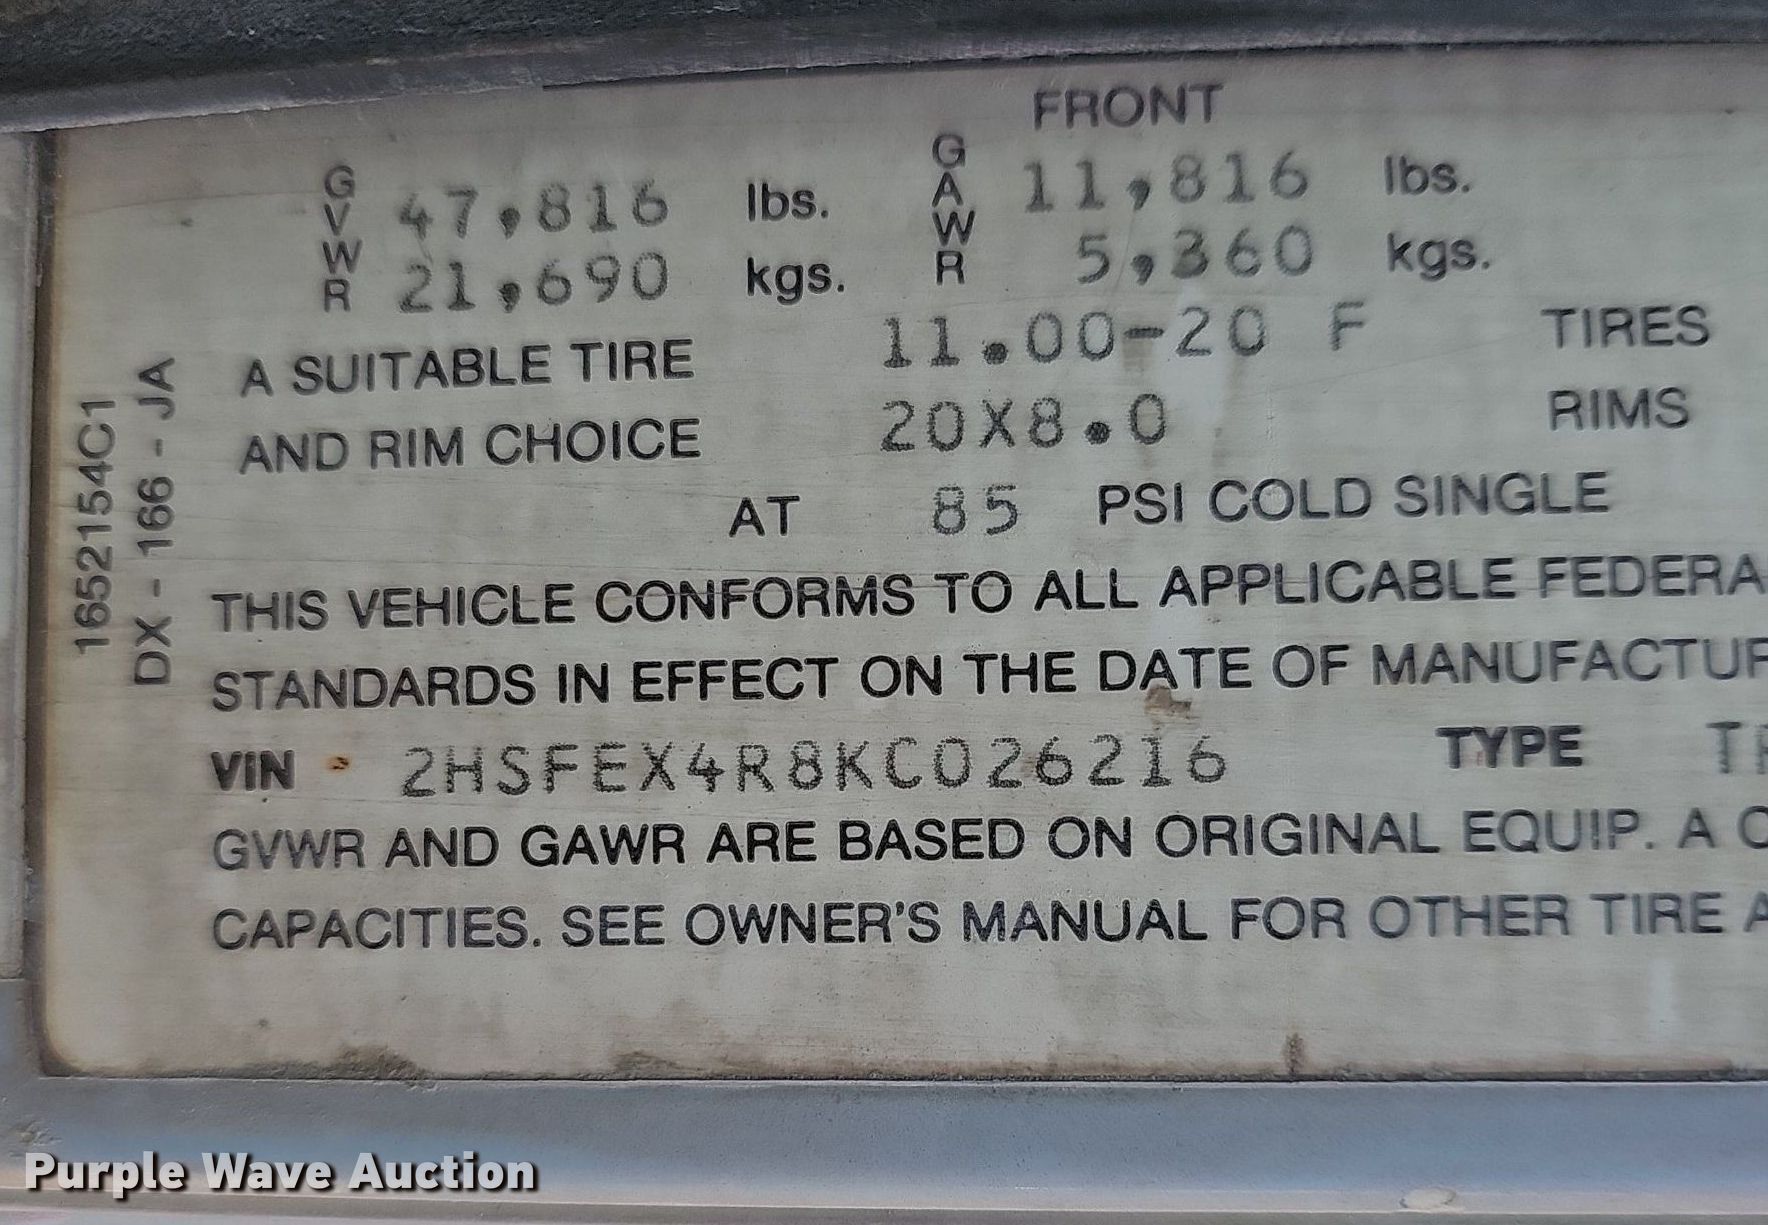 FRONT
GVWR 47,816 lbs. GAWR 11,816 lbs.
21,690 kgs. 5,360 kgs.
A SUITABLE TIRE 11.00-20 F TIRES
AND RIM CHOICE 20X8.0 RIMS
AT 85 PSI COLD SINGLE
THIS VEHICLE CONFORMS TO ALL APPLICABLE FEDERA
STANDARDS IN EFFECT ON THE DATE OF MANUFACTUR
VIN 2HSFEX4R8KC026216 TYPE
GVWR AND GAWR ARE BASED ON ORIGINAL EQUIP. A
CAPACITIES. SEE OWNER'S MANUAL FOR OTHER TIRE A
1652154C1
DX-166-JA
Purple Wave Auction